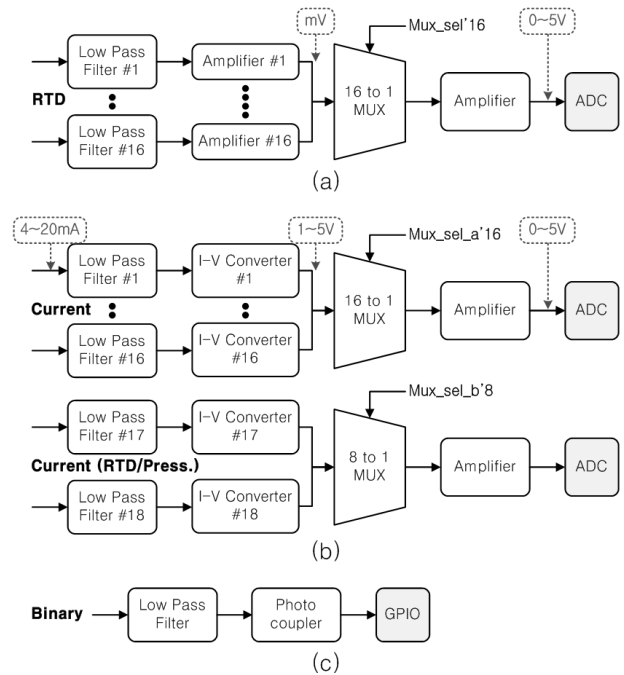 mV
Mux_sel'16
0~5V
Low Pass
Filter #1
Amplifier #1
RTD
16 to 1
MUX
Amplifier
ADC
Low Pass
Filter #16
Amplifier #16
(a)
4~20mA
1~5V
Mux_sel_a'16
0~5V
Low Pass
Filter #1
I-V Converter
#1
Current
16 to 1
MUX
Amplifier
ADC
Low Pass
Filter #16
I-V Converter
#16
Mux_sel_b'8
Low Pass
Filter #17
I-V Converter
#17
Current (RTD/Press.)
8 to 1
MUX
Amplifier
ADC
Low Pass
Filter #18
I-V Converter
#18
(b)
Binary
Low Pass
Filter
Photo
coupler
GPIO
(c)